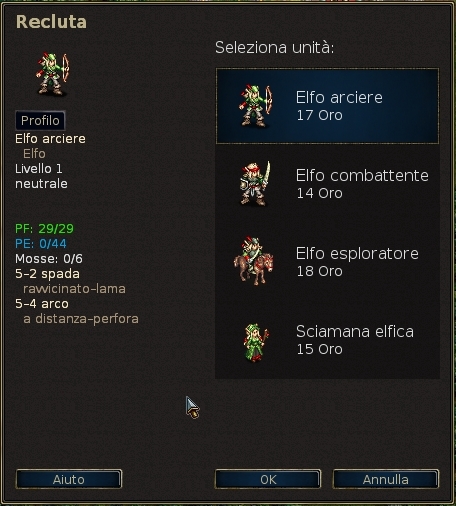 Recluta
Profilo
Elfo arciere
Elfo
Livello 1
neutrale
PF: 29/29
PE: 0/44
Mosse: 0/6
5-2 spada
ravvicinato-lama
5-4 arco
a distanza-perfora
Seleziona unità:
Elfo arciere
17 Oro
Elfo combattente
14 Oro
Elfo esploratore
18 Oro
Sciamana elfica
15 Oro
Aiuto
OK
Annulla